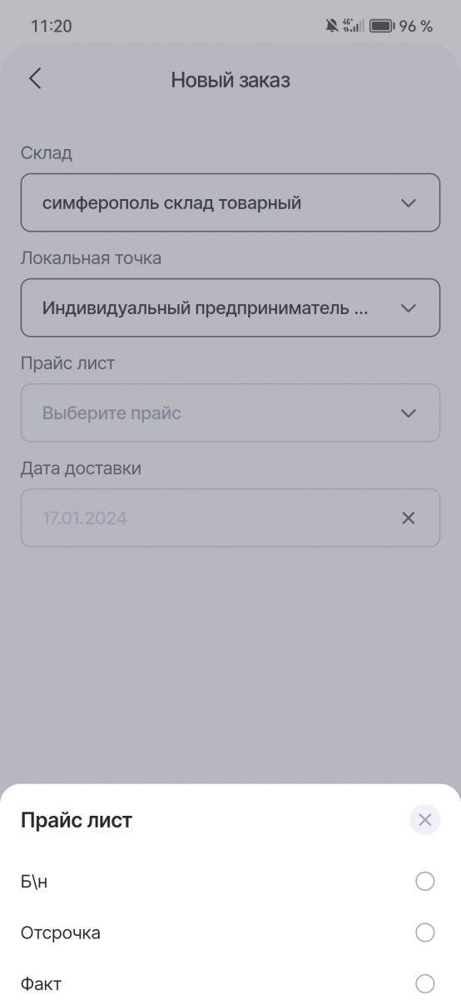 11:20
4G+
96 %
Новый заказ
Склад
симферополь склад товарный
Локальная точка
Индивидуальный предприниматель ...
Прайс лист
Выберите прайс
Дата доставки
17.01.2024
Прайс лист
Б\н
Отсрочка
Факт